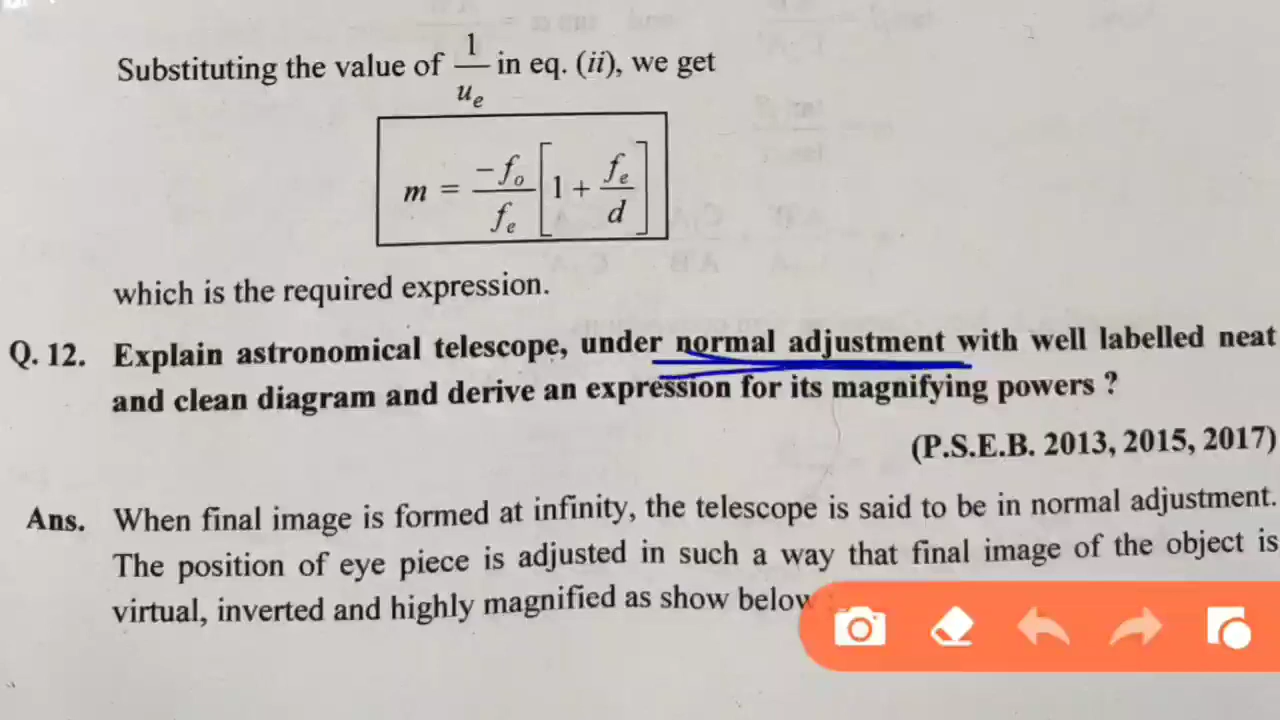 Substituting the value of 1/u_e in eq. (ii), we get
m = -f_o/f_e [1 + f_e/d]
which is the required expression.
Q. 12. Explain astronomical telescope, under normal adjustment with well labelled neat
and clean diagram and derive an expression for its magnifying powers ?
(P.S.E.B. 2013, 2015, 2017)
Ans. When final image is formed at infinity, the telescope is said to be in normal adjustment.
The position of eye piece is adjusted in such a way that final image of the object is
virtual, inverted and highly magnified as show below